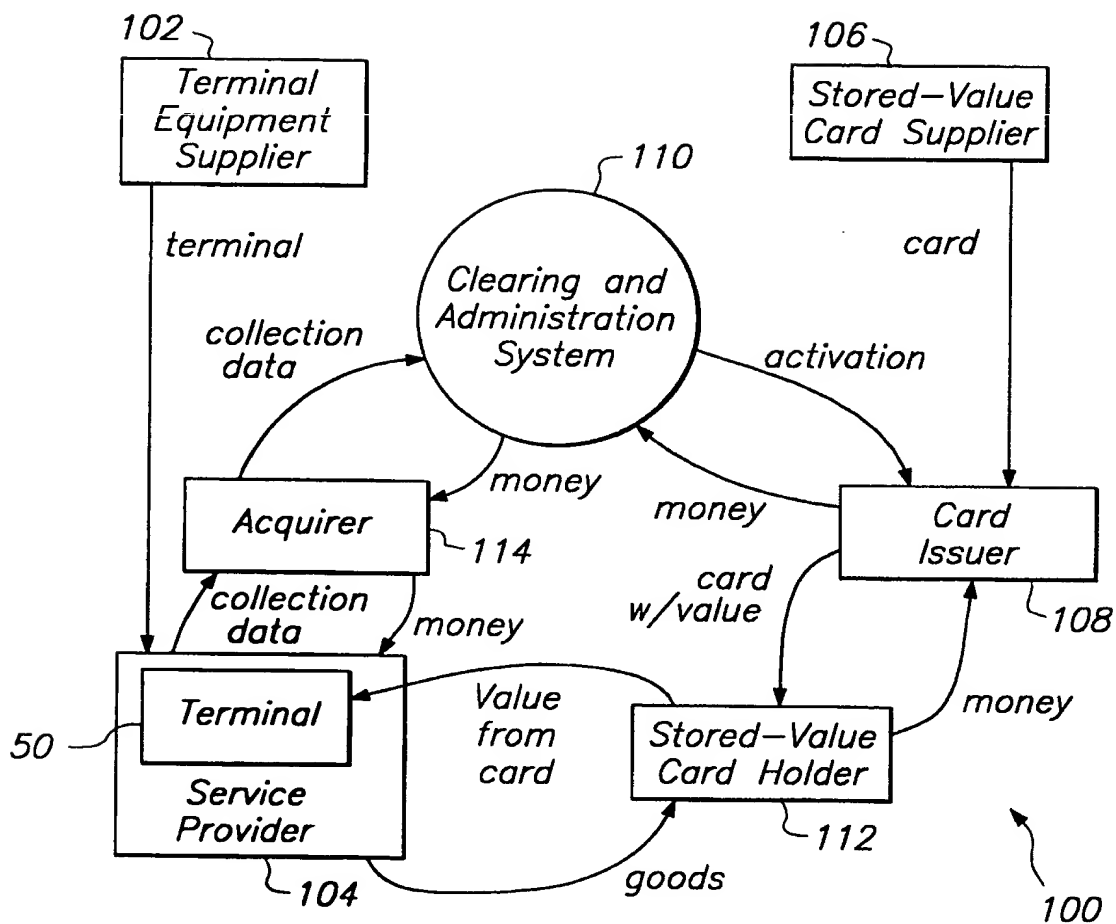 102
Terminal
Equipment
Supplier
106
Stored-Value
Card Supplier
110
terminal
card
Clearing and
Administration
System
collection
data
activation
money
money
Acquirer
114
Card
Issuer
108
collection
data
money
card
w/value
money
Terminal
50
Value
from
card
Stored-Value
Card Holder
112
Service
Provider
104
goods
100